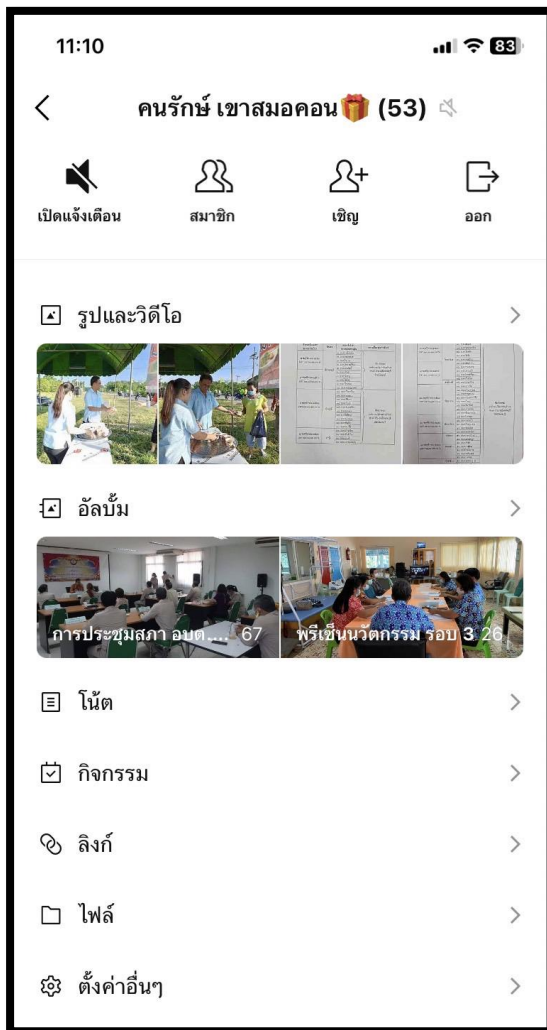 11:10
83
คนรักษ์ เขาสมอคอน🎁 (53)
เปิดแจ้งเตือน สมาชิก เชิญ ออก
รูปและวิดีโอ
อัลบั้ม
การประชุมสภา อบต.... 67 พรีเซ็นนวัตกรรม รอบ 3 26
โน้ต
กิจกรรม
ลิงก์
ไฟล์
ตั้งค่าอื่นๆ